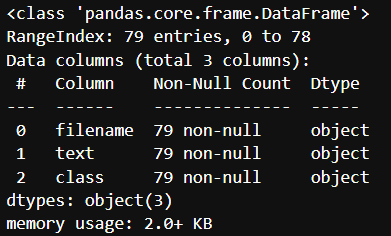 <class 'pandas.core.frame.DataFrame'>
RangeIndex: 79 entries, 0 to 78
Data columns (total 3 columns):
 #   Column    Non-Null Count  Dtype
---  ------    --------------  -----
 0   filename  79 non-null     object
 1   text      79 non-null     object
 2   class     79 non-null     object
dtypes: object(3)
memory usage: 2.0+ KB